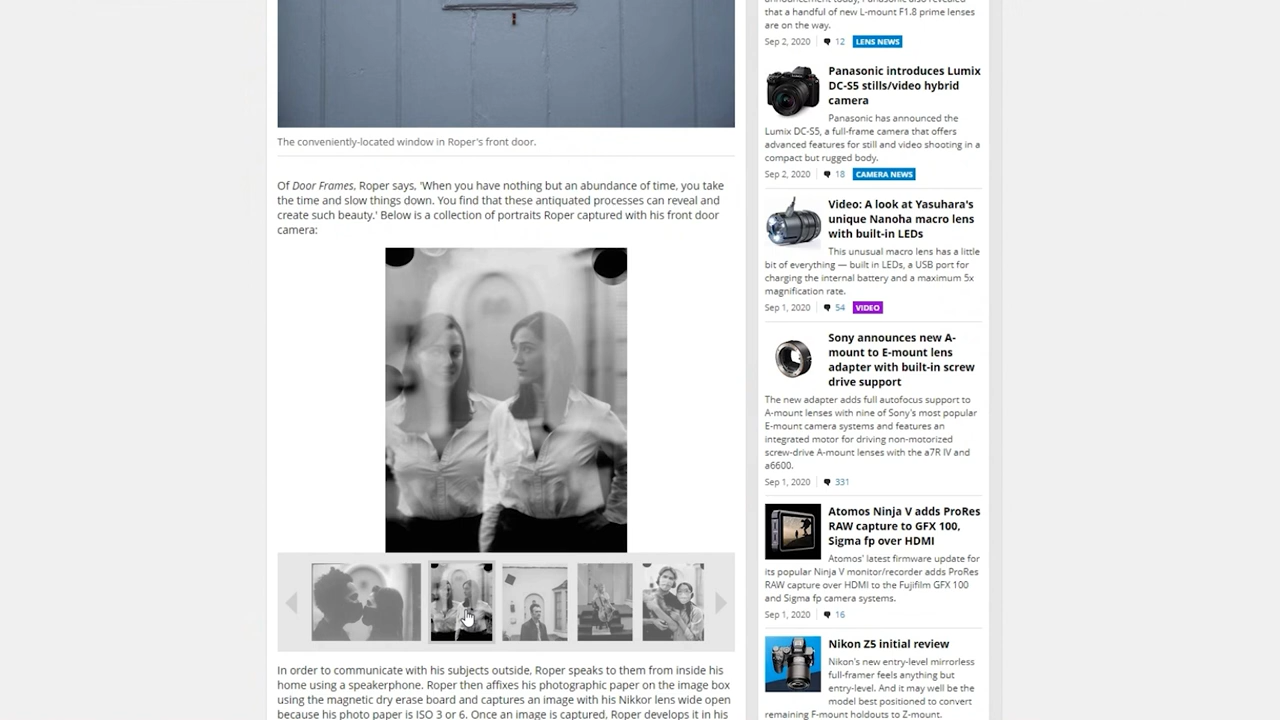 The conveniently-located window in Roper's front door.
Of Door Frames, Roper says, 'When you have nothing but an abundance of time, you take
the time and slow things down. You find that these antiquated processes can reveal and
create such beauty.' Below is a collection of portraits Roper captured with his front door
camera:
In order to communicate with his subjects outside, Roper speaks to them from inside his
home using a speakerphone. Roper then affixes his photographic paper on the image box
using the magnetic dry erase board and captures an image with his Nikkor lens wide open
because his photo paper is ISO 3 or 6. Once an image is captured, Roper develops it in his
announcement today, Panasonic also revealed
that a handful of new L-mount F1.8 prime lenses
are on the way.
Sep 2, 2020 12 LENS NEWS
Panasonic introduces Lumix
DC-S5 stills/video hybrid
camera
Panasonic has announced the
Lumix DC-S5, a full-frame camera that offers
advanced features for still and video shooting in a
compact but rugged body.
Sep 2, 2020 18 CAMERA NEWS
Video: A look at Yasuhara's
unique Nanoha macro lens
with built-in LEDs
This unusual macro lens has a little
bit of everything — built in LEDs, a USB port for
charging the internal battery and a maximum 5x
magnification rate.
Sep 1, 2020 54 VIDEO
Sony announces new A-
mount to E-mount lens
adapter with built-in screw
drive support
The new adapter adds full autofocus support to
A-mount lenses with nine of Sony's most popular
E-mount camera systems and features an
integrated motor for driving non-motorized
screw-drive A-mount lenses with the a7R IV and
a6600.
Sep 1, 2020 331
Atomos Ninja V adds ProRes
RAW capture to GFX 100,
Sigma fp over HDMI
Atomos' latest firmware update for
its popular Ninja V monitor/recorder adds ProRes
RAW capture over HDMI to the Fujifilm GFX 100
and Sigma fp camera systems.
Sep 1, 2020 16
Nikon Z5 initial review
Nikon's new entry-level mirrorless
full-framer feels anything but
entry-level. And it may well be the
model best positioned to convert
remaining F-mount holdouts to Z-mount.